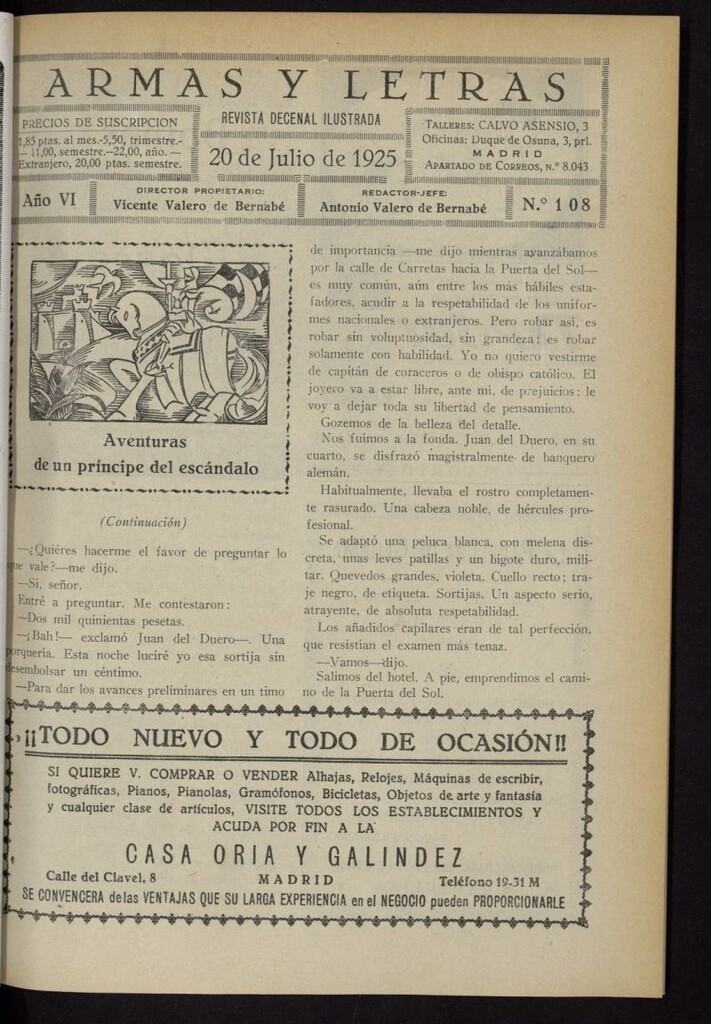 ARMAS Y LETRAS
PRECIOS DE SUSCRIPCION
1,85 ptas. al mes.-5,50, trimestre.-
— 11,00, semestre.--22,00, año. —
Extranjero, 20,00 ptas. semestre.
REVISTA DECENAL ILUSTRADA
20 de Julio de 1925
TALLERES: CALVO ASENSIO, 3
Oficinas: Duque de Osuna, 3, prl.
MADRID
APARTADO DE CORREOS, N.º 8.043
Año VI
DIRECTOR PROPIETARIO:
Vicente Valero de Bernabé
REDACTOR-JEFE:
Antonio Valero de Bernabé
N.º 108
Aventuras
de un príncipe del escándalo
(Continuación)
—¿Quiéres hacerme el favor de preguntar lo
que vale?—me dijo.
—Sí, señor.
Entré a preguntar. Me contestaron:
—Dos mil quinientas pesetas.
—¡Bah!— exclamó Juan del Duero—. Una
porquería. Esta noche luciré yo esa sortija sin
desembolsar un céntimo.
—Para dar los avances preliminares en un timo
de importancia —me dijo mientras avanzábamos
por la calle de Carretas hacia la Puerta del Sol—
es muy común, aún entre los más hábiles esta-
fadores, acudir a la respetabilidad de los unifor-
mes nacionales o extranjeros. Pero robar así, es
robar sin voluptuosidad, sin grandeza; es robar
solamente con habilidad. Yo no quiero vestirme
de capitán de coraceros o de obispo católico. El
joyero va a estar libre, ante mí, de prejuicios: le
voy a dejar toda su libertad de pensamiento.
Gozemos de la belleza del detalle.
Nos fuimos a la fonda. Juan del Duero, en su
cuarto, se disfrazó magistralmente de banquero
alemán.
Habitualmente, llevaba el rostro completamen-
te rasurado. Una cabeza noble, de hércules pro-
fesional.
Se adaptó una peluca blanca, con melena dis-
creta, unas leves patillas y un bigote duro, mili-
tar. Quevedos grandes, violeta. Cuello recto; tra-
je negro, de etiqueta. Sortijas. Un aspecto serio,
atrayente, de absoluta respetabilidad.
Los añadidos capilares eran de tal perfección,
que resistían el examen más tenaz.
—Vamos—dijo.
Salimos del hotel. A pie, emprendimos el cami-
no de la Puerta del Sol.
¡¡TODO NUEVO Y TODO DE OCASIÓN!!
SI QUIERE V. COMPRAR O VENDER Alhajas, Relojes, Máquinas de escribir,
fotográficas, Pianos, Pianolas, Gramófonos, Bicicletas, Objetos de arte y fantasía
y cualquier clase de artículos, VISITE TODOS LOS ESTABLECIMIENTOS Y
ACUDA POR FIN A LA
CASA ORIA Y GALINDEZ
Calle del Clavel, 8 MADRID Teléfono 19-31 M
SE CONVENCERA de las VENTAJAS QUE SU LARGA EXPERIENCIA en el NEGOCIO pueden PROPORCIONARLE